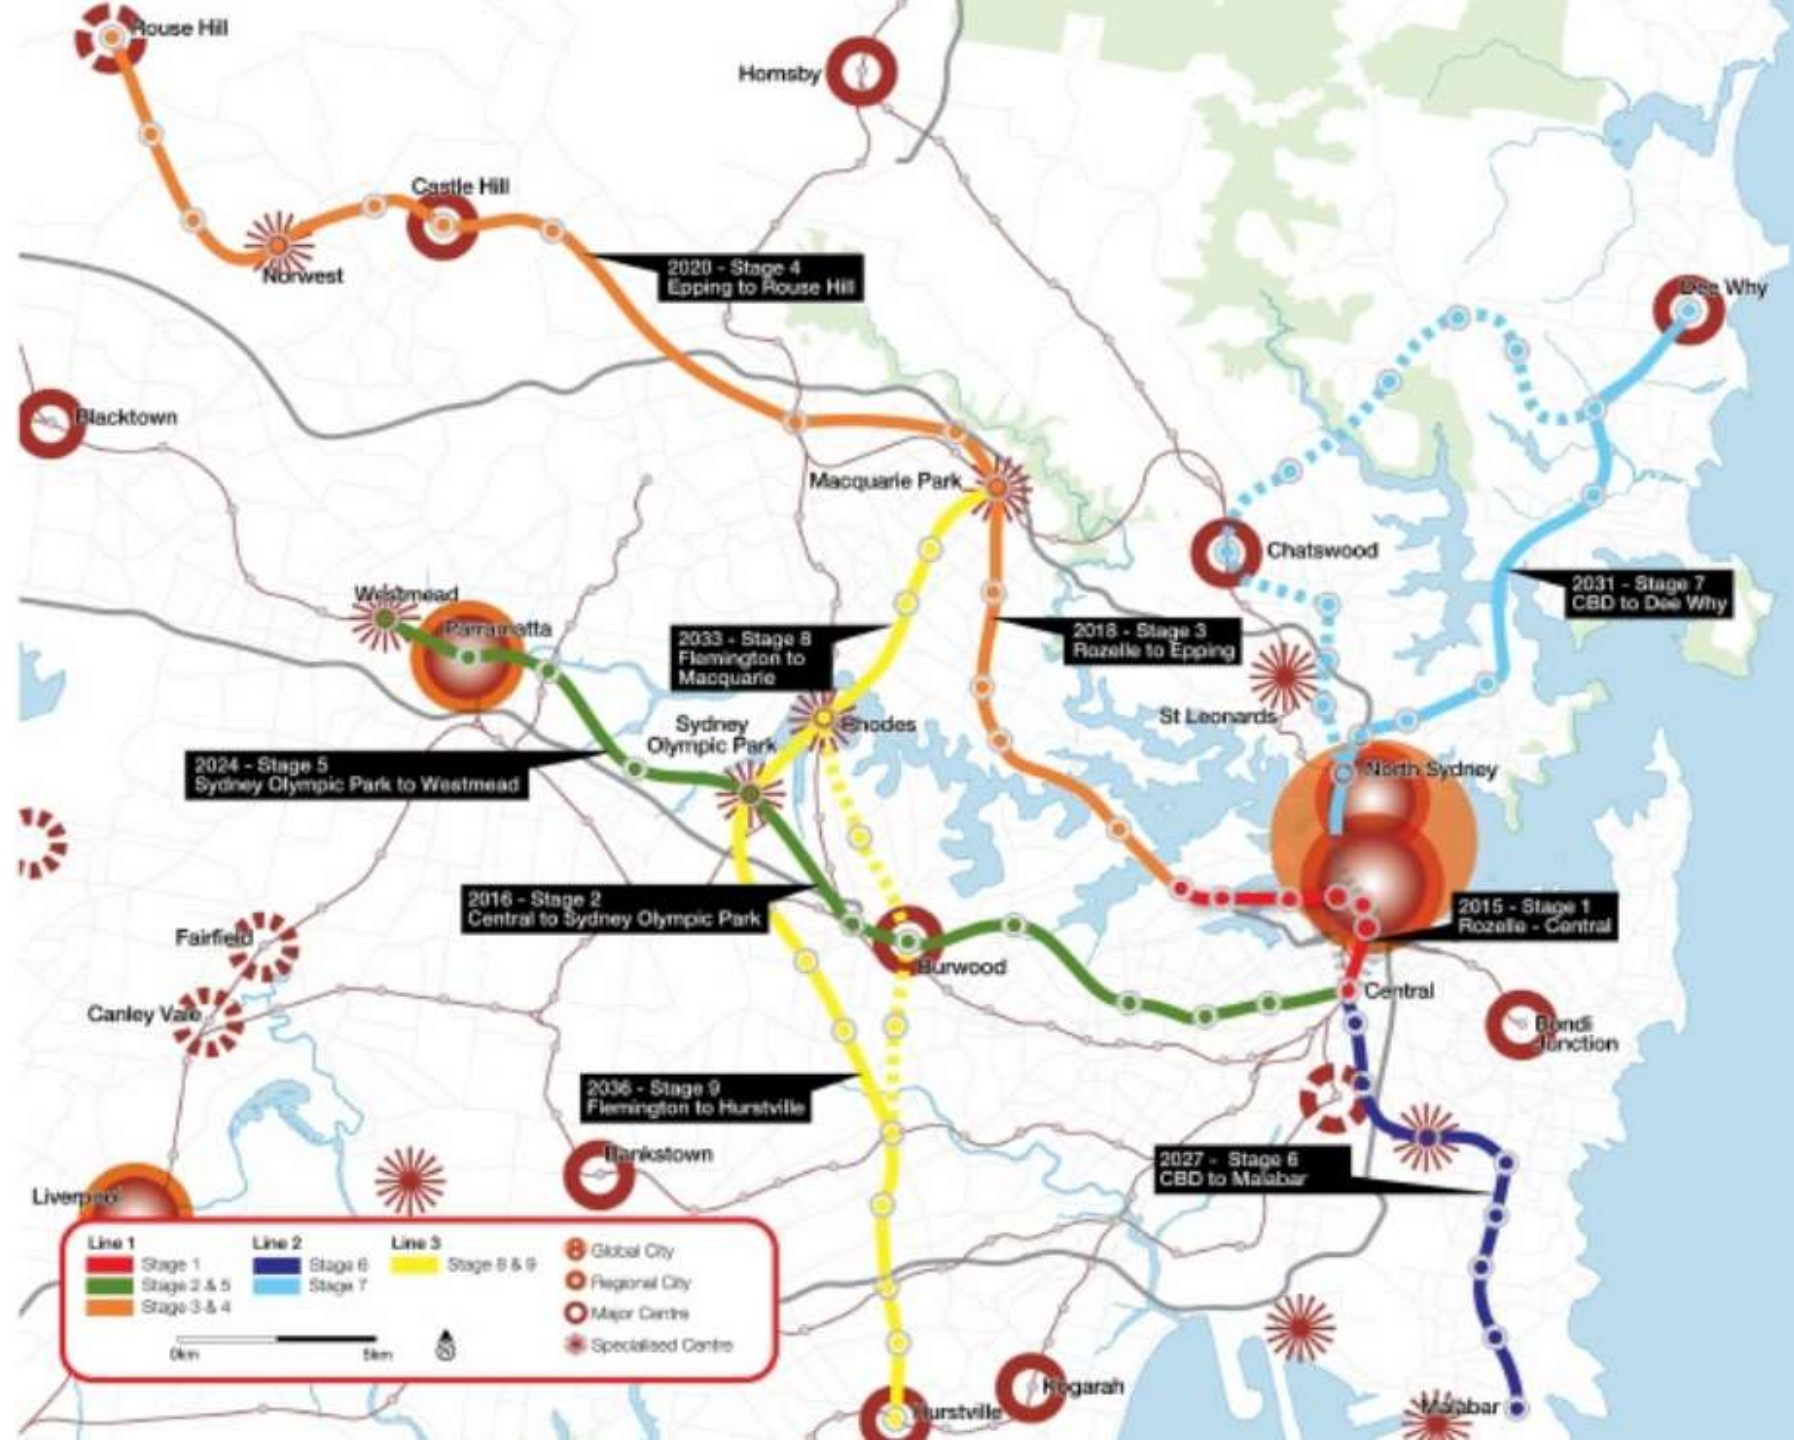 Rouse Hill
Hornsby
Castle Hill
Norwest
2020 - Stage 4
Epping to Rouse Hill
Dee Why
Blacktown
Macquarie Park
Chatswood
2031 - Stage 7
CBD to Dee Why
Westmead
Parramatta
2033 - Stage 8
Flemington to
Macquarie
2018 - Stage 3
Rozelle to Epping
St Leonards
Sydney
Olympic Park
Rhodes
2024 - Stage 5
Sydney Olympic Park to Westmead
North Sydney
2016 - Stage 2
Central to Sydney Olympic Park
2015 - Stage 1
Rozelle - Central
Fairfield
Burwood
Central
Canley Vale
Bondi
Junction
2036 - Stage 9
Flemington to Hurstville
Bankstown
2027 - Stage 6
CBD to Malabar
Liverpool
Line 1
Stage 1
Stage 2 & 5
Stage 3 & 4
Line 2
Stage 6
Stage 7
Line 3
Stage 8 & 9
Global City
Regional City
Major Centre
Specialised Centre
0km
5km
Kogarah
Hurstville
Malabar